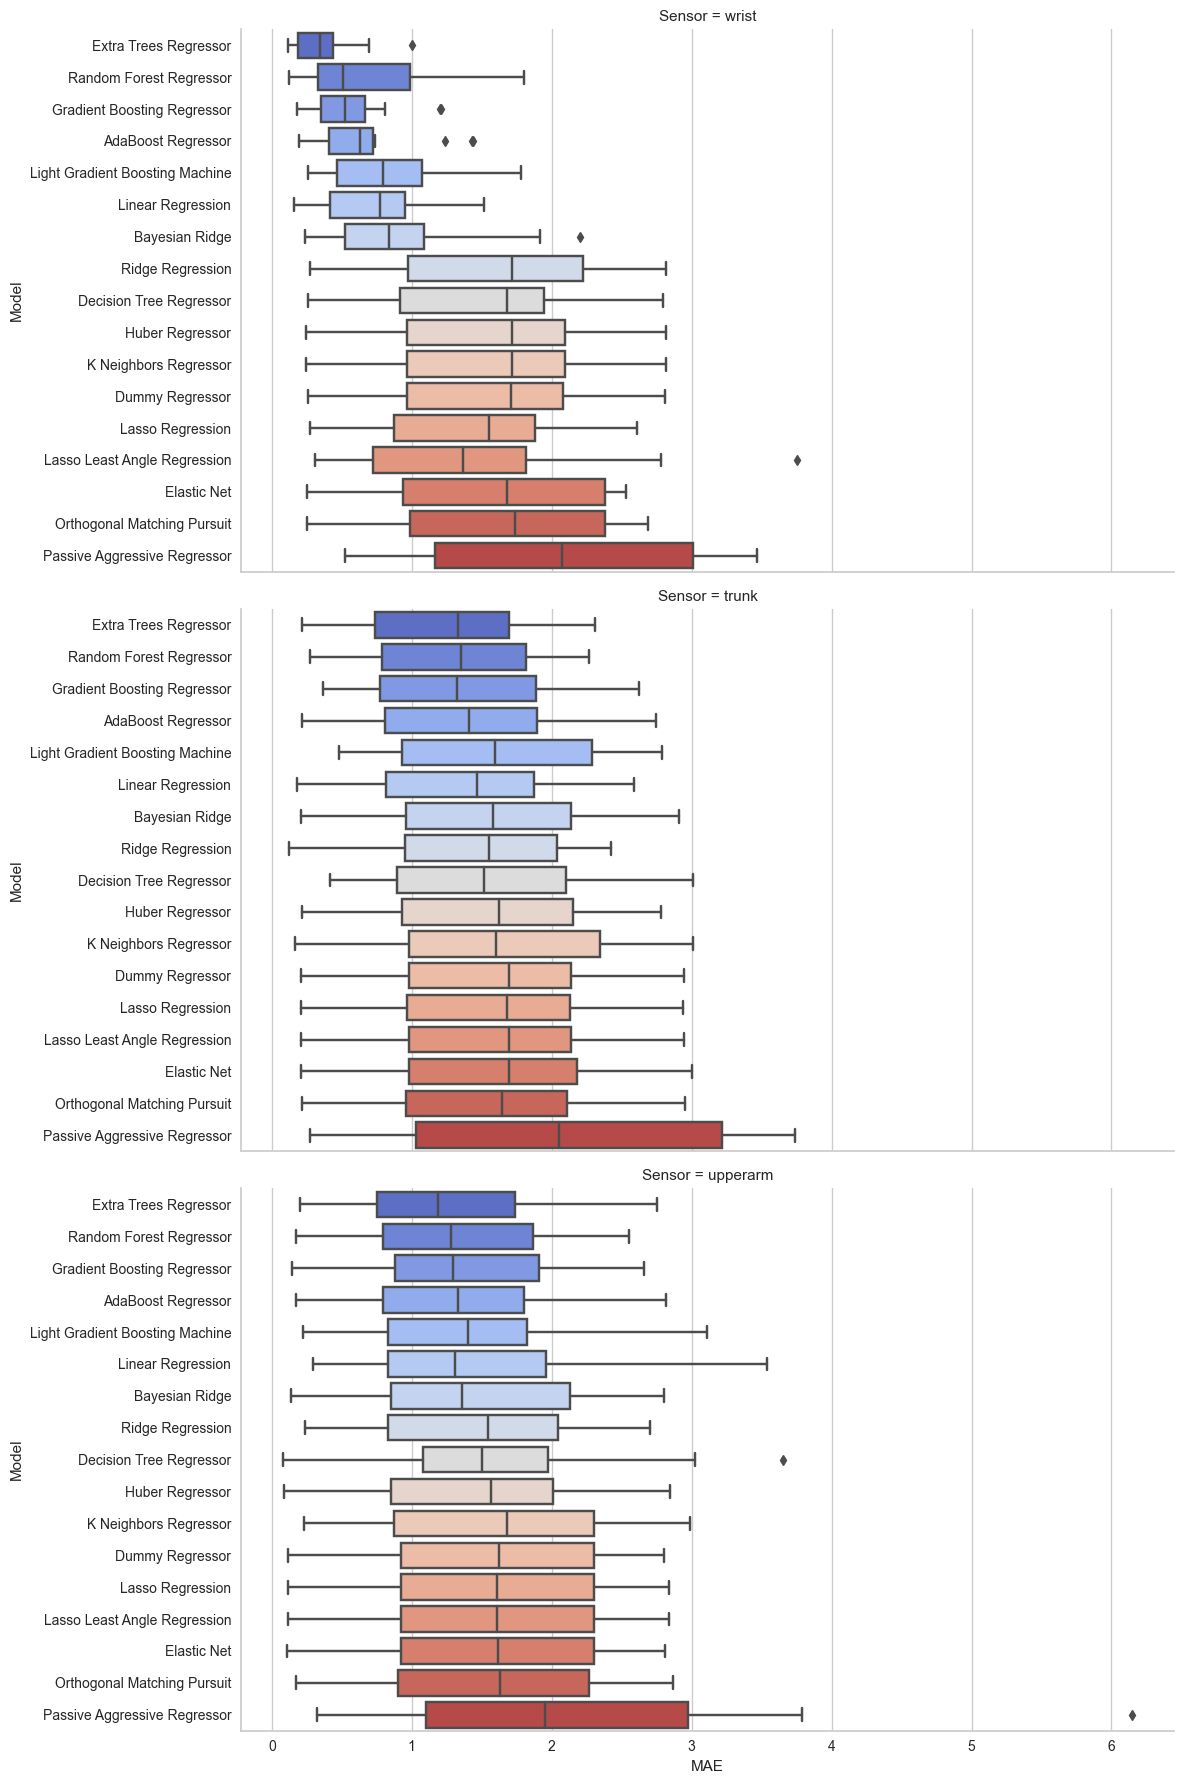 Sensor = wrist
Extra Trees Regressor
Random Forest Regressor
Gradient Boosting Regressor
AdaBoost Regressor
Light Gradient Boosting Machine
Linear Regression
Bayesian Ridge
Ridge Regression
Decision Tree Regressor
Huber Regressor
K Neighbors Regressor
Dummy Regressor
Lasso Regression
Lasso Least Angle Regression
Elastic Net
Orthogonal Matching Pursuit
Passive Aggressive Regressor
Model
Sensor = trunk
Extra Trees Regressor
Random Forest Regressor
Gradient Boosting Regressor
AdaBoost Regressor
Light Gradient Boosting Machine
Linear Regression
Bayesian Ridge
Ridge Regression
Decision Tree Regressor
Huber Regressor
K Neighbors Regressor
Dummy Regressor
Lasso Regression
Lasso Least Angle Regression
Elastic Net
Orthogonal Matching Pursuit
Passive Aggressive Regressor
Model
Sensor = upperarm
Extra Trees Regressor
Random Forest Regressor
Gradient Boosting Regressor
AdaBoost Regressor
Light Gradient Boosting Machine
Linear Regression
Bayesian Ridge
Ridge Regression
Decision Tree Regressor
Huber Regressor
K Neighbors Regressor
Dummy Regressor
Lasso Regression
Lasso Least Angle Regression
Elastic Net
Orthogonal Matching Pursuit
Passive Aggressive Regressor
Model
0 1 2 3 4 5 6
MAE